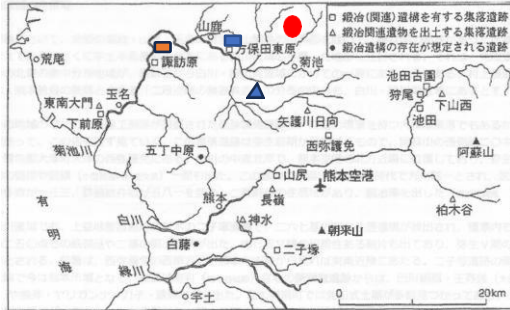 鍛冶(関連)遺構を有する集落遺跡
鍛冶関連遺物を出土する集落遺跡
鍛冶遺構の存在が想定される遺跡
山鹿
荒尾
諏訪原
方保田東原
菊池
池田古園
狩尾
下山西
池田
東南大門
玉名
下前原
矢護川日向
西弥護免
菊池川
五丁中原
山尻
熊本空港
長嶺
柏木谷
熊本
有明海
白川
神水
白藤
朝来山
二子塚
緑川
宇土
0 20km